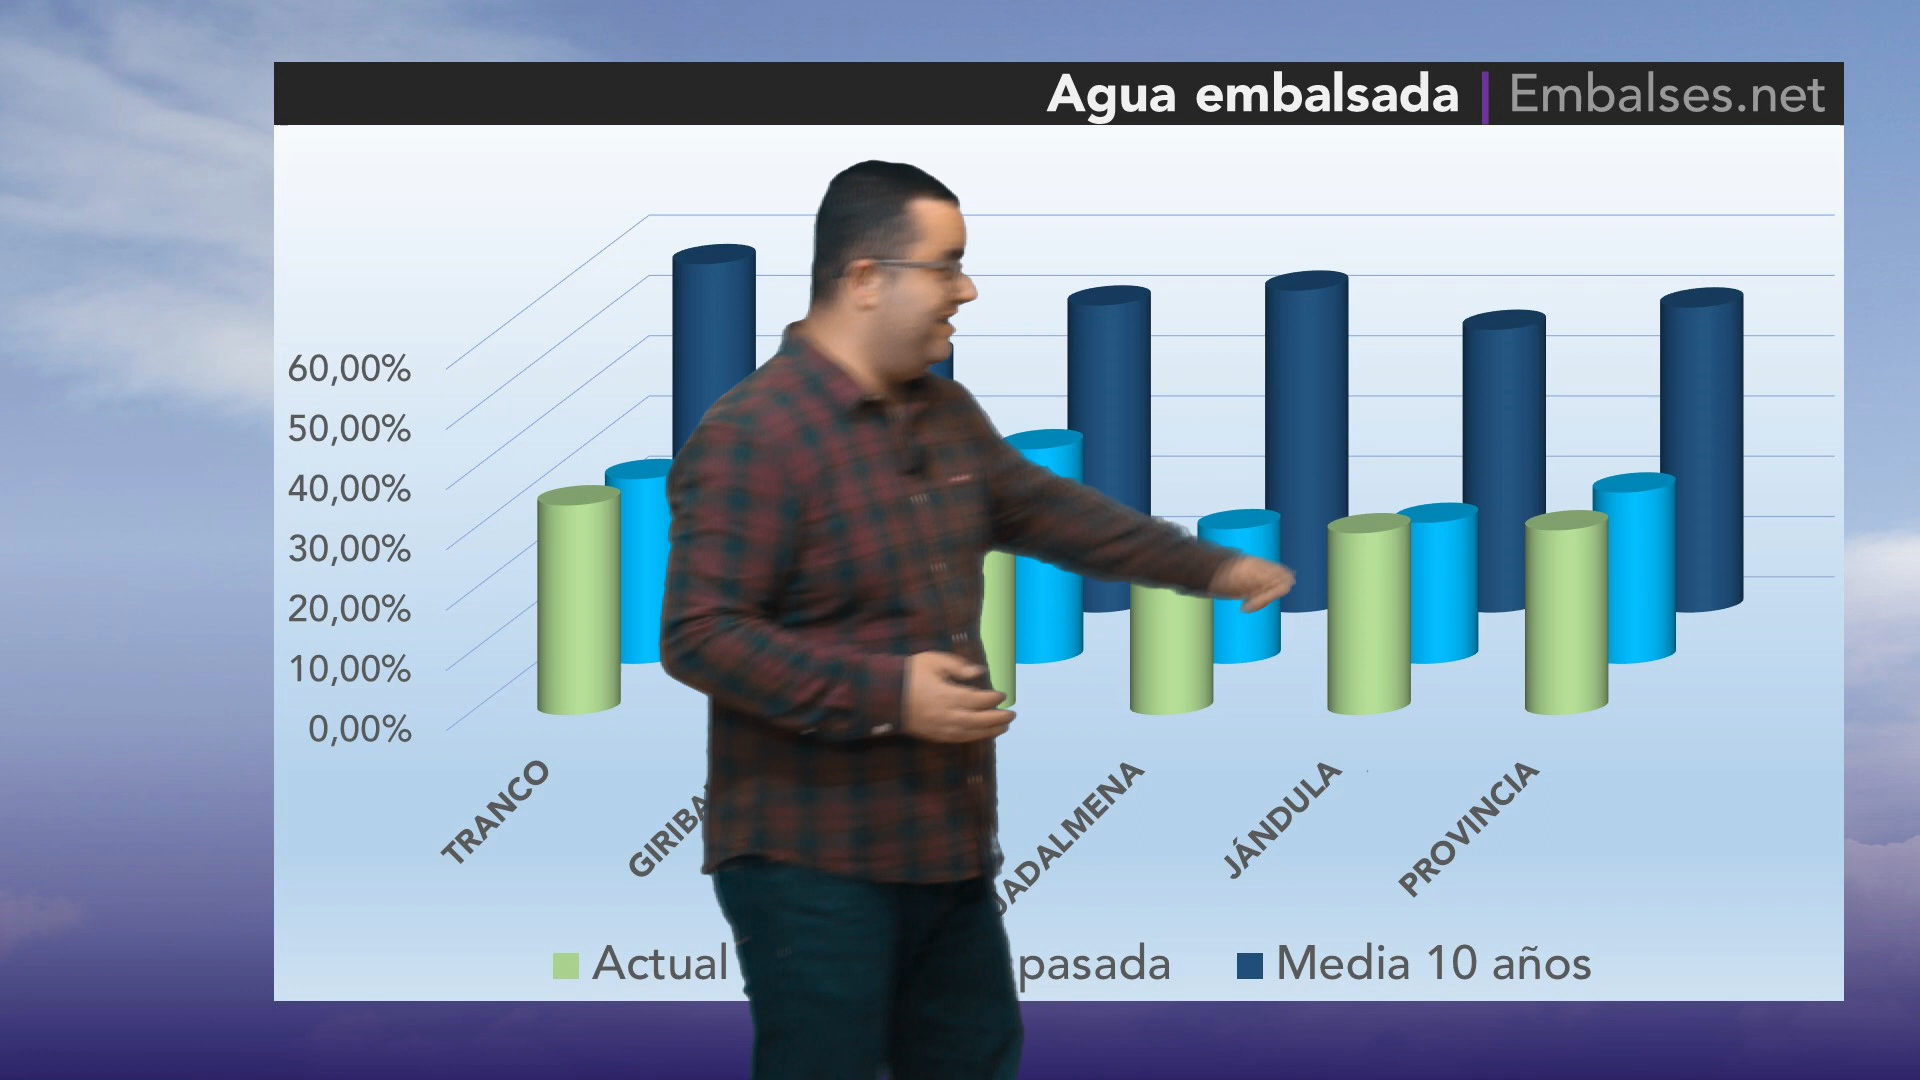 Agua embalsada | Embalses.net
60,00%
50,00%
40,00%
30,00%
20,00%
10,00%
0,00%
TRANCO
JÁNDULA
PROVINCIA
Actual
pasada
Media 10 años